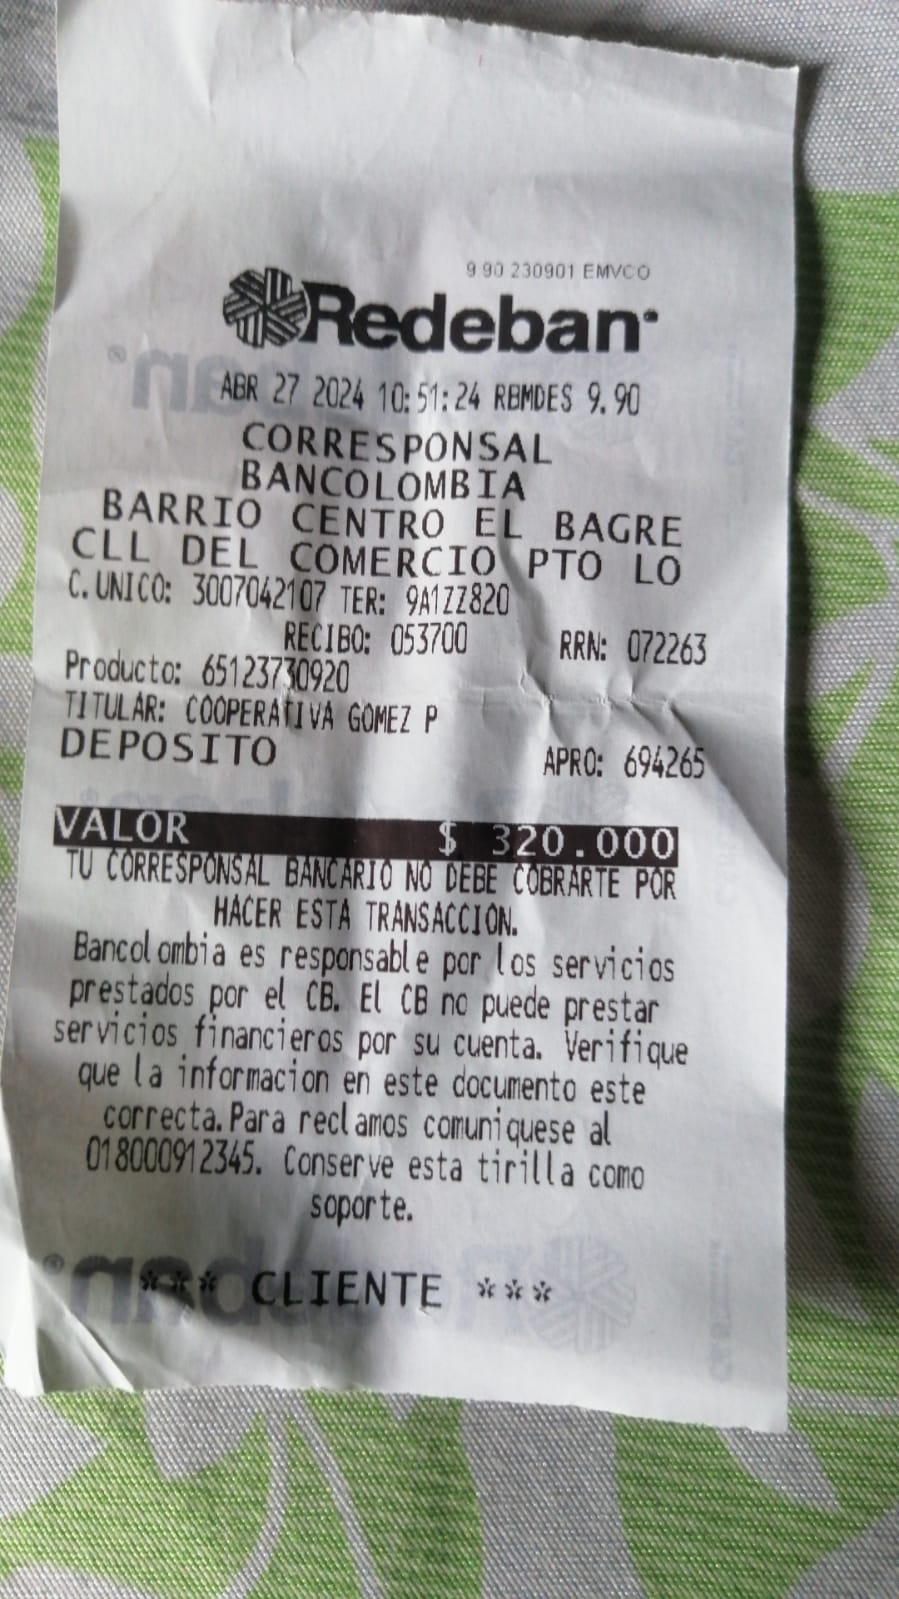 9 90 230901 EMVCO
Redeban
ABR 27 2024 10:51:24 RBMDES 9.90
CORRESPONSAL
BANCOLOMBIA
BARRIO CENTRO EL BAGRE
CLL DEL COMERCIO PTO LO
C. UNICO: 3007042107 TER: 9A1ZZ820
RECIBO: 053700 RRN: 072263
Producto: 65123730920
TITULAR: COOPERATIVA GOMEZ P
DEPOSITO APRO: 694265
VALOR $ 320.000
TU CORRESPONSAL BANCARIO NO DEBE COBRARTE POR
HACER ESTA TRANSACCION.
Bancolombia es responsable por los servicios
prestados por el CB. El CB no puede prestar
servicios financieros por su cuenta. Verifique
que la informacion en este documento este
correcta. Para reclamos comuniquese al
018000912345. Conserve esta tirilla como
soporte.
*** CLIENTE ***